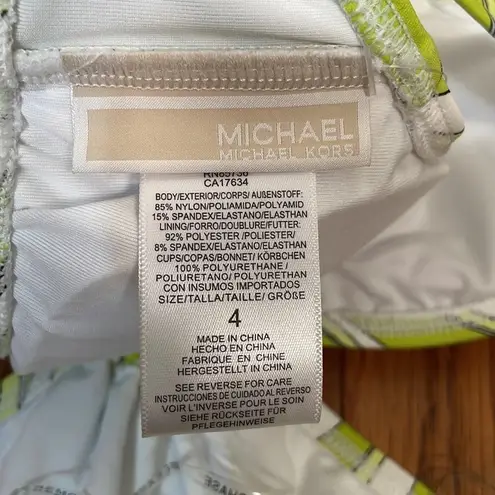 MICHAEL
MICHAEL KORS
RN85736
CA17634
BODY/EXTERIOR/CORPS/ AUßENSTOFF:
85% NYLON/POLIAMIDA/POLYAMID
15% SPANDEX/ELASTANO/ELASTHAN
LINING/FORRO/DOUBLURE/FUTTER:
92% POLYESTER /POLIESTER/
8% SPANDEX/ELASTANO/ELASTHAN
CUPS/COPAS/BONNET/ KÖRBCHEN
100% POLYURETHANE /
POLIURETANO/ POLYURETHAN
CON INSUMOS IMPORTADOS
SIZE/TALLA/TAILLE/ GRÖßE
4
MADE IN CHINA
HECHO EN CHINA
FABRIQUE EN CHINE
HERGESTELLT IN CHINA
SEE REVERSE FOR CARE
INSTRUCCIONES DE CUIDADO AL REVERSO
VOIR L'INVERSE POUR LE SOIN
SIEHE RÜCKSEITE FÜR
PFLEGEHINWEISE